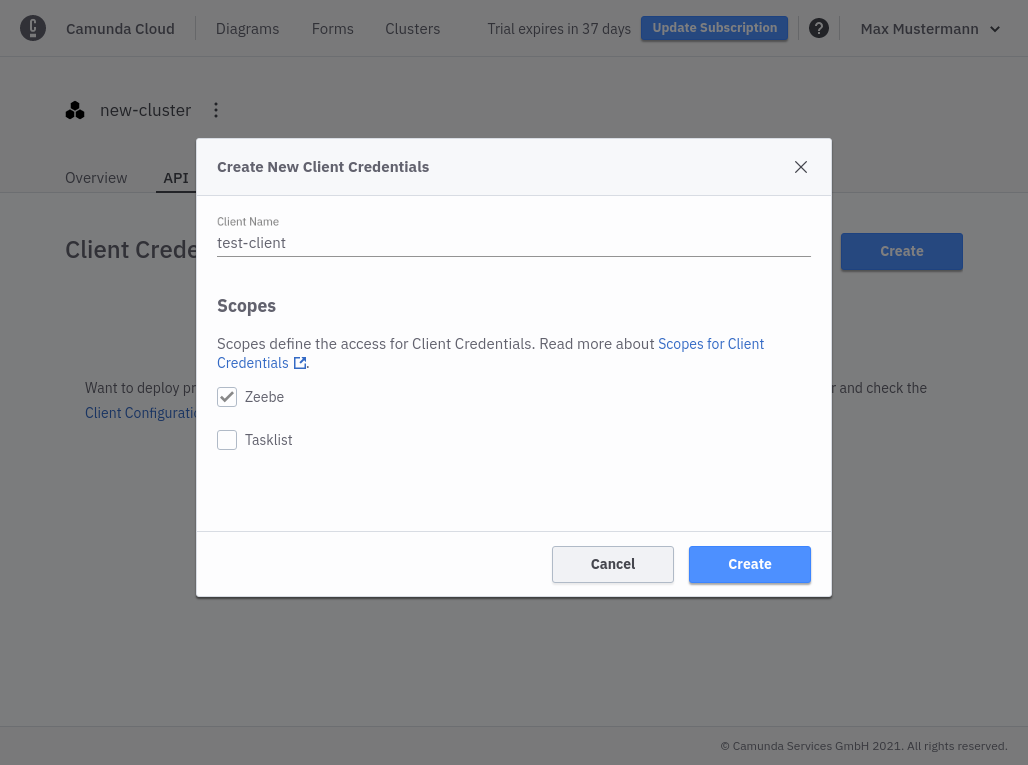 Camunda Cloud Diagrams Forms Clusters Trial expires in 37 days Update Subscription ? Max Mustermann
new-cluster
Overview API
Client Crede
Create
Want to deploy pr
r and check the
Client Configuratio
Create New Client Credentials
Client Name
test-client
Scopes
Scopes define the access for Client Credentials. Read more about Scopes for Client
Credentials .
Zeebe
Tasklist
Cancel Create
© Camunda Services GmbH 2021. All rights reserved.